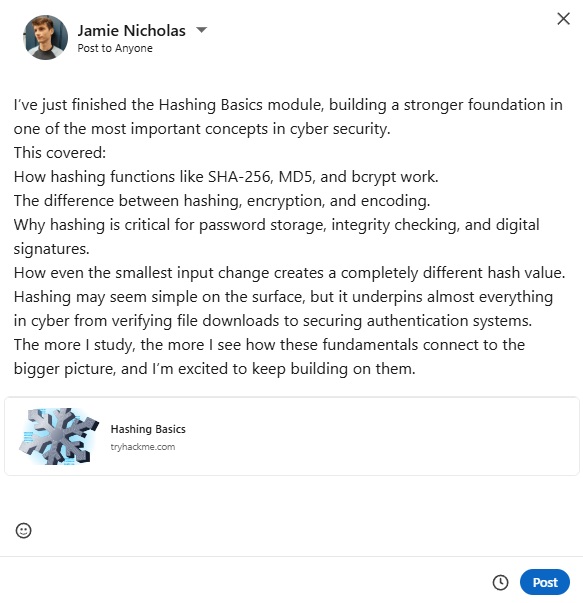 Jamie Nicholas
Post to Anyone
I’ve just finished the Hashing Basics module, building a stronger foundation in
one of the most important concepts in cyber security.
This covered:
How hashing functions like SHA-256, MD5, and bcrypt work.
The difference between hashing, encryption, and encoding.
Why hashing is critical for password storage, integrity checking, and digital
signatures.
How even the smallest input change creates a completely different hash value.
Hashing may seem simple on the surface, but it underpins almost everything
in cyber from verifying file downloads to securing authentication systems.
The more I study, the more I see how these fundamentals connect to the
bigger picture, and I’m excited to keep building on them.
Hashing Basics
tryhackme.com
Post